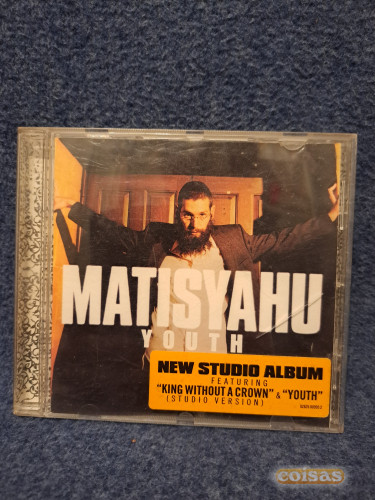 MATISYAHU
YOUTH
NEW STUDIO ALBUM
FEATURING
"KING WITHOUT A CROWN" & "YOUTH"
(STUDIO VERSION)
coisas